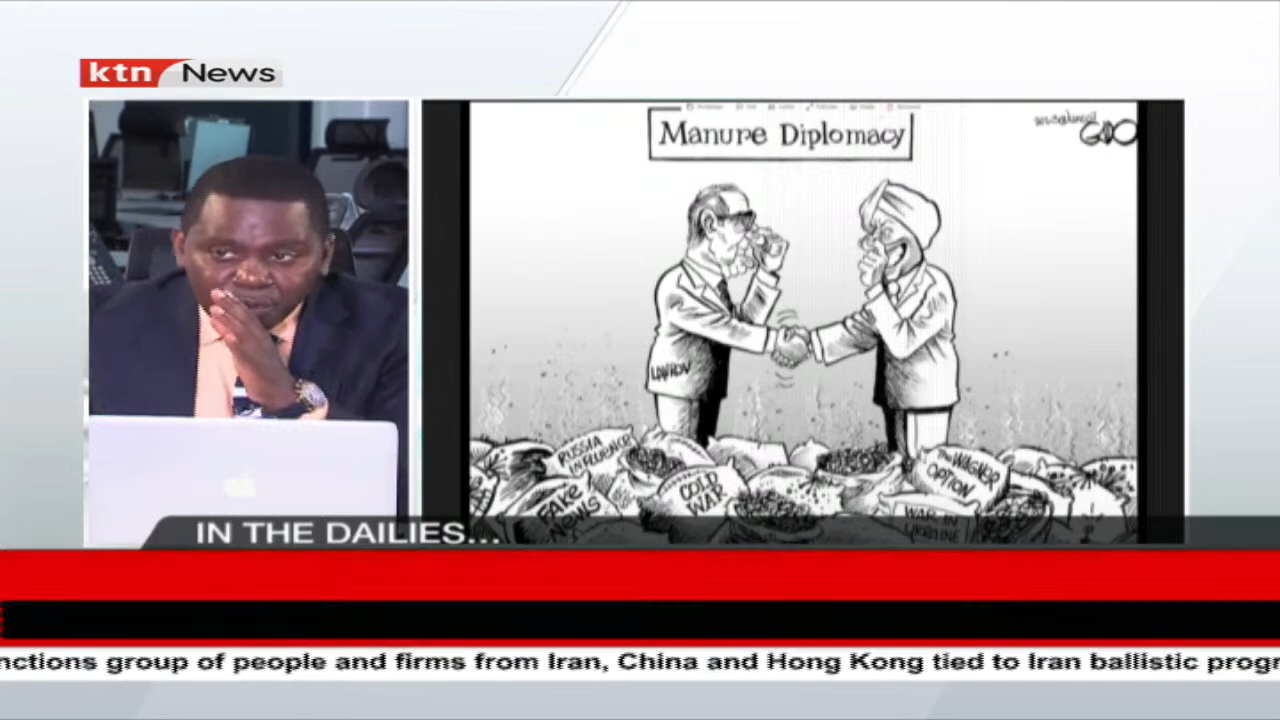 ktn News
Manure Diplomacy
GADO
LAVROV
RUSSIA
INFLUENCE
FAKE
NEWS
COLD
WAR
THE WAGNER
OPTION
WAR IN
UKRAINE
IN THE DAILIES...
nctions group of people and firms from Iran, China and Hong Kong tied to Iran ballistic progr